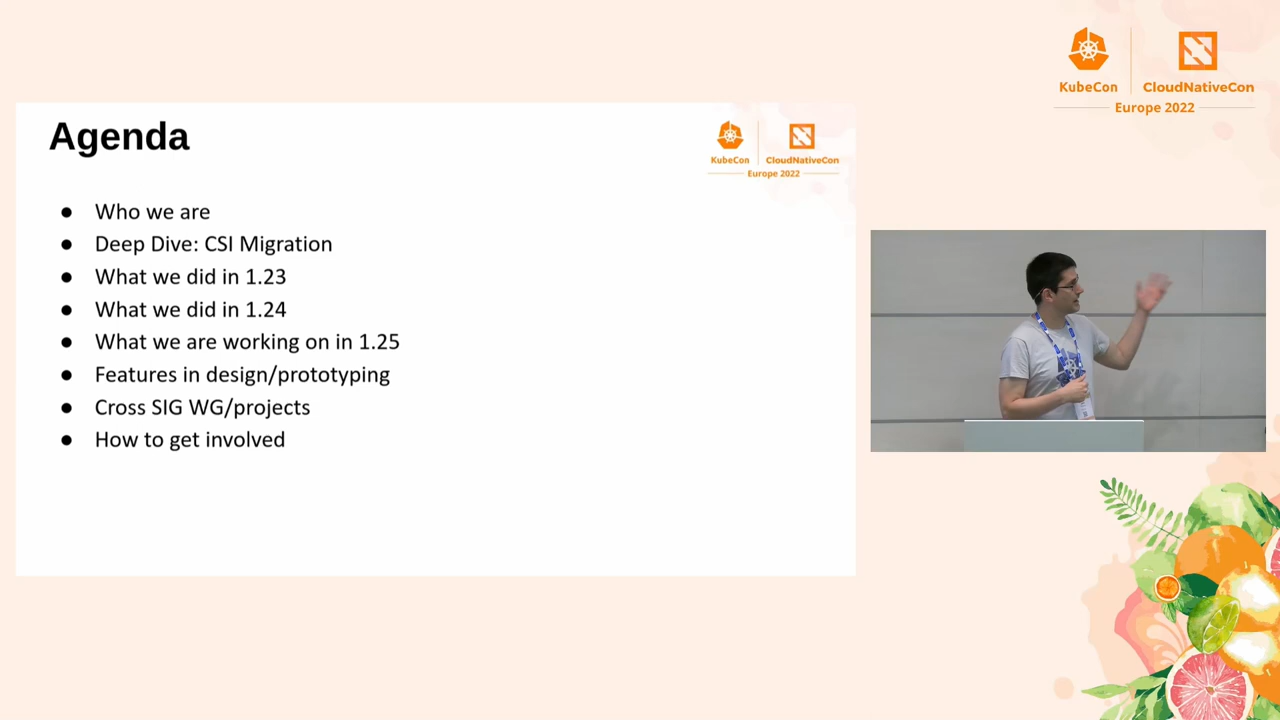 KubeCon
CloudNativeCon
Europe 2022
Agenda
KubeCon
CloudNativeCon
Europe 2022
● Who we are
● Deep Dive: CSI Migration
● What we did in 1.23
● What we did in 1.24
● What we are working on in 1.25
● Features in design/prototyping
● Cross SIG WG/projects
● How to get involved